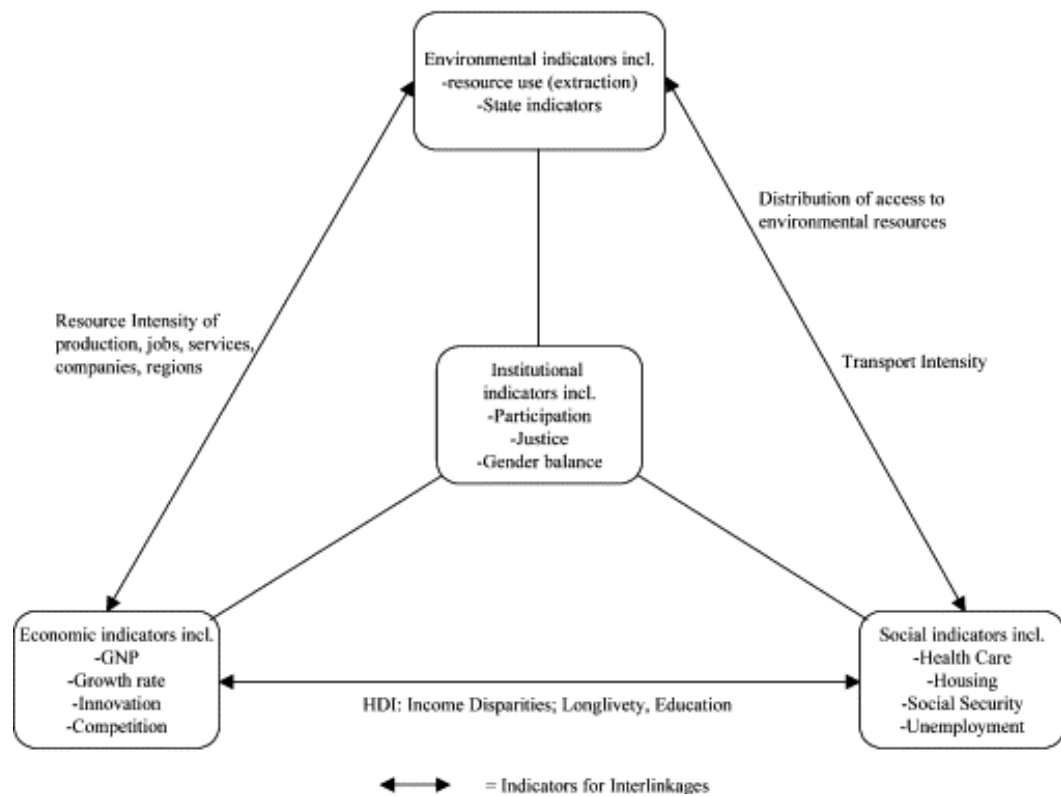 Environmental indicators incl.
-resource use (extraction)
-State indicators
Distribution of access to
environmental resources
Resource Intensity of
production, jobs, services,
companies, regions
Transport Intensity
Institutional
indicators incl.
-Participation
-Justice
-Gender balance
Economic indicators incl.
-GNP
-Growth rate
-Innovation
-Competition
Social indicators incl.
-Health Care
-Housing
-Social Security
-Unemployment
HDI: Income Disparities; Longlivety, Education
= Indicators for Interlinkages